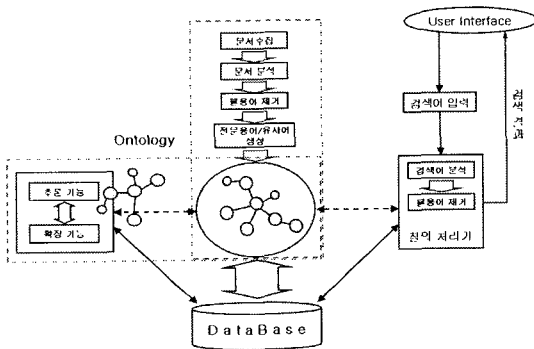 User Interface
문서수집
문서 분석
불용어 제거
전문용어/유사어
생성
검색어 입력
검색 결과
Ontology
추론 기능
확장 기능
검색어 분석
불용어 제거
질의 처리기
DataBase